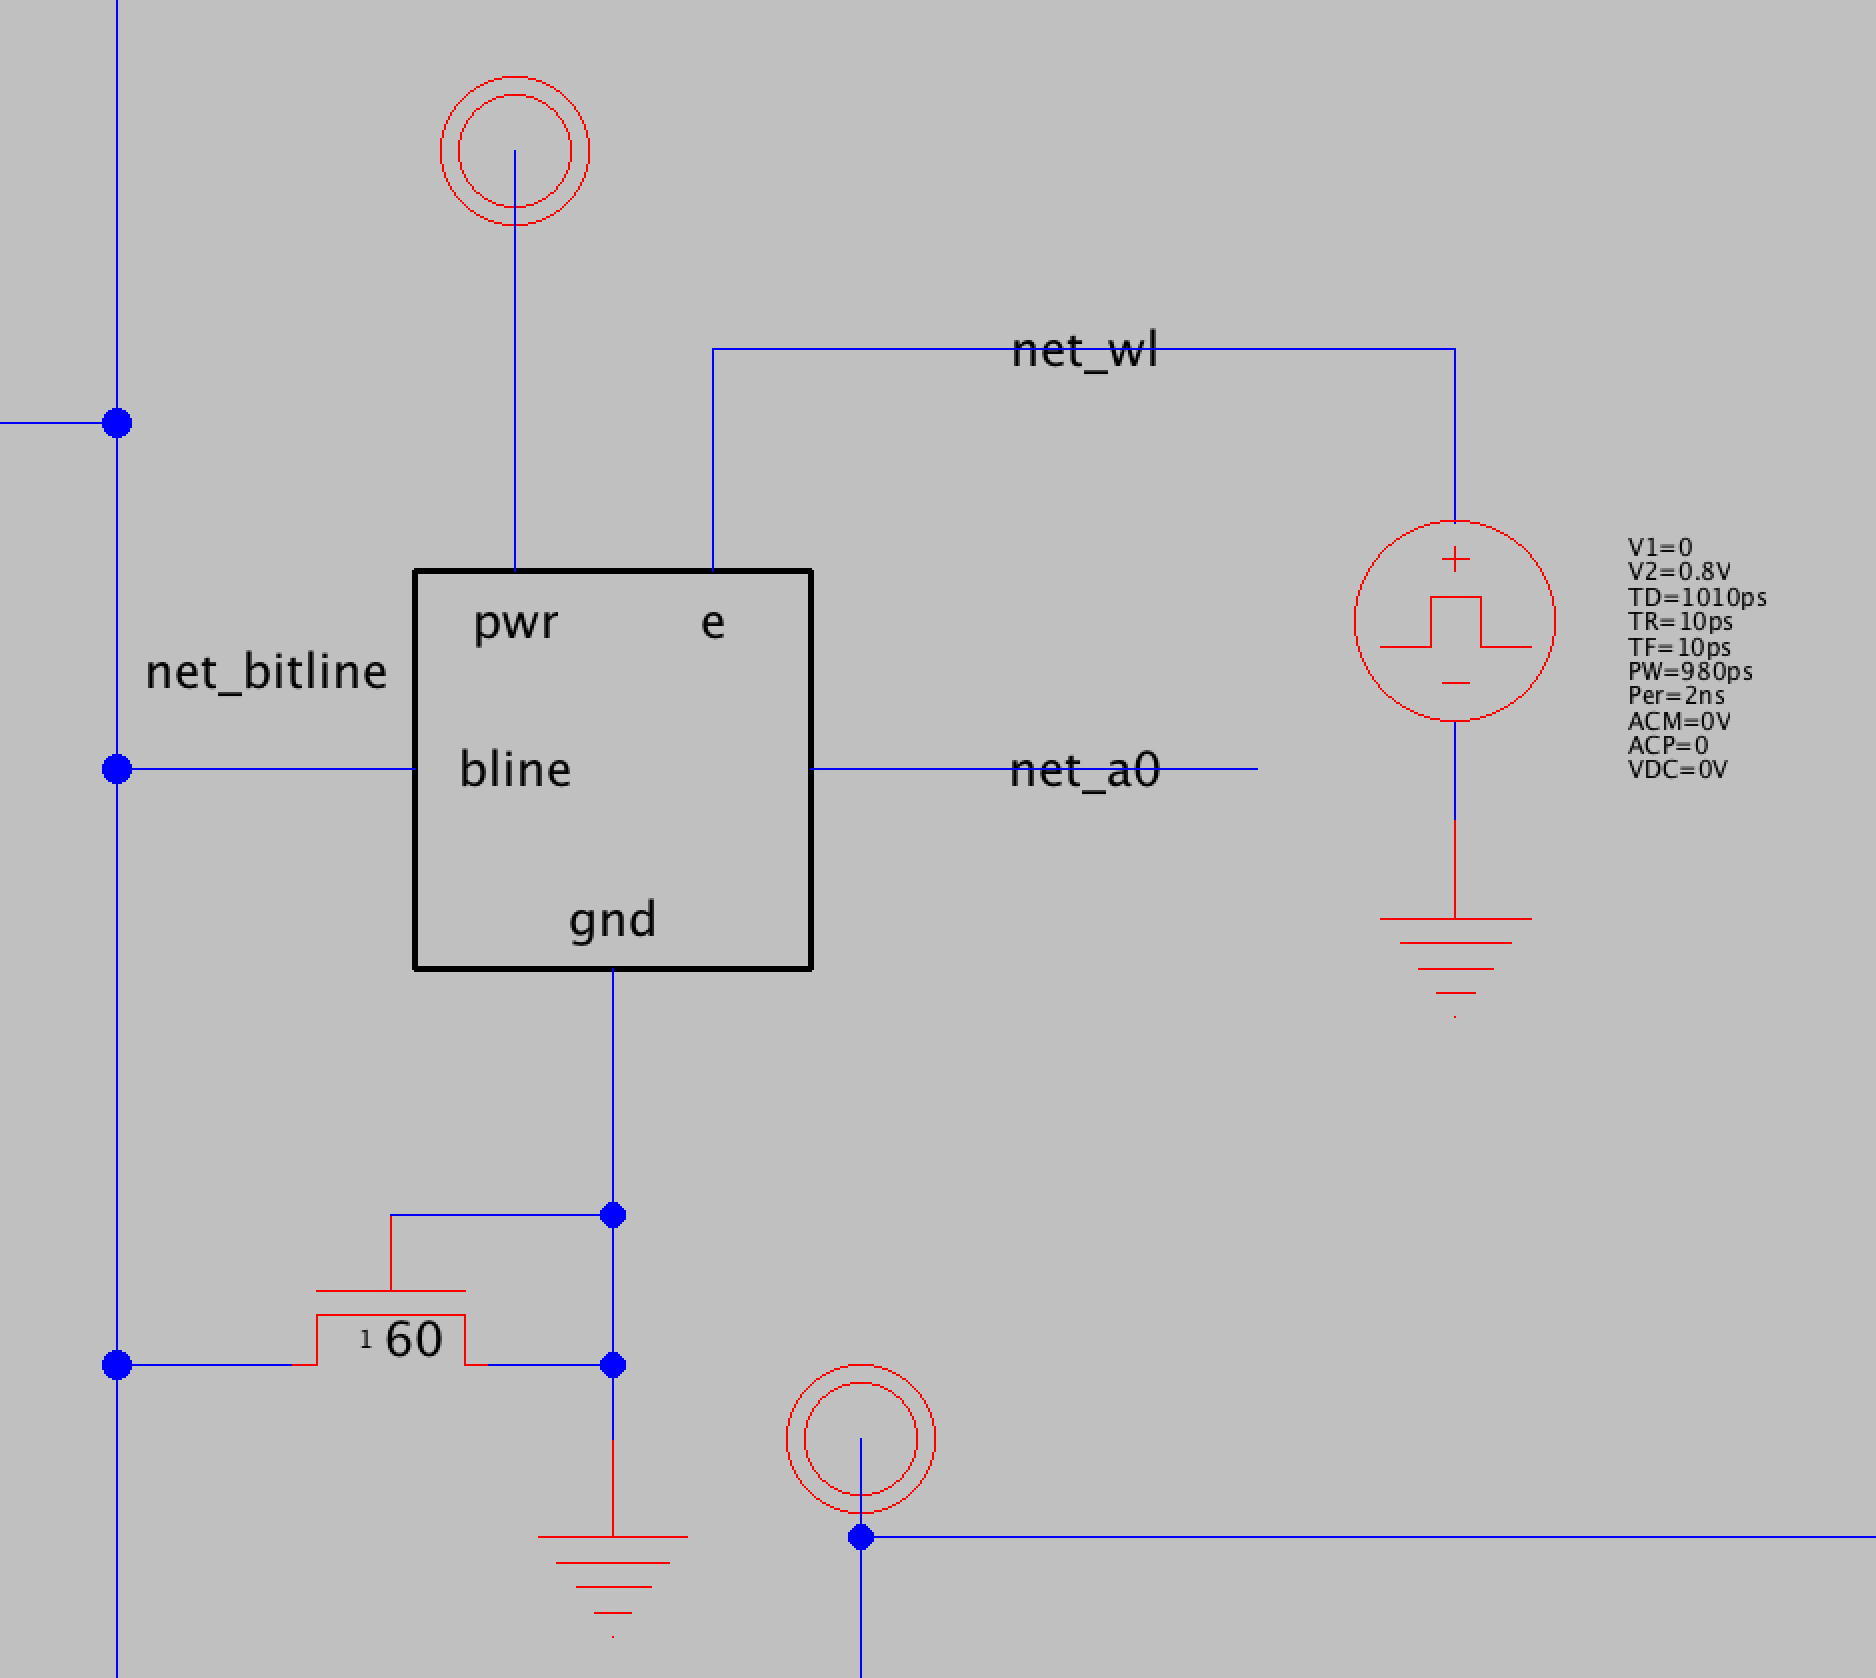 net_wl
V1=0
V2=0.8V
TD=1010ps
TR=10ps
TF=10ps
PW=980ps
Per=2ns
ACM=0V
ACP=0
VDC=0V
pwr
e
net_bitline
bline
net_a0
gnd
1 60